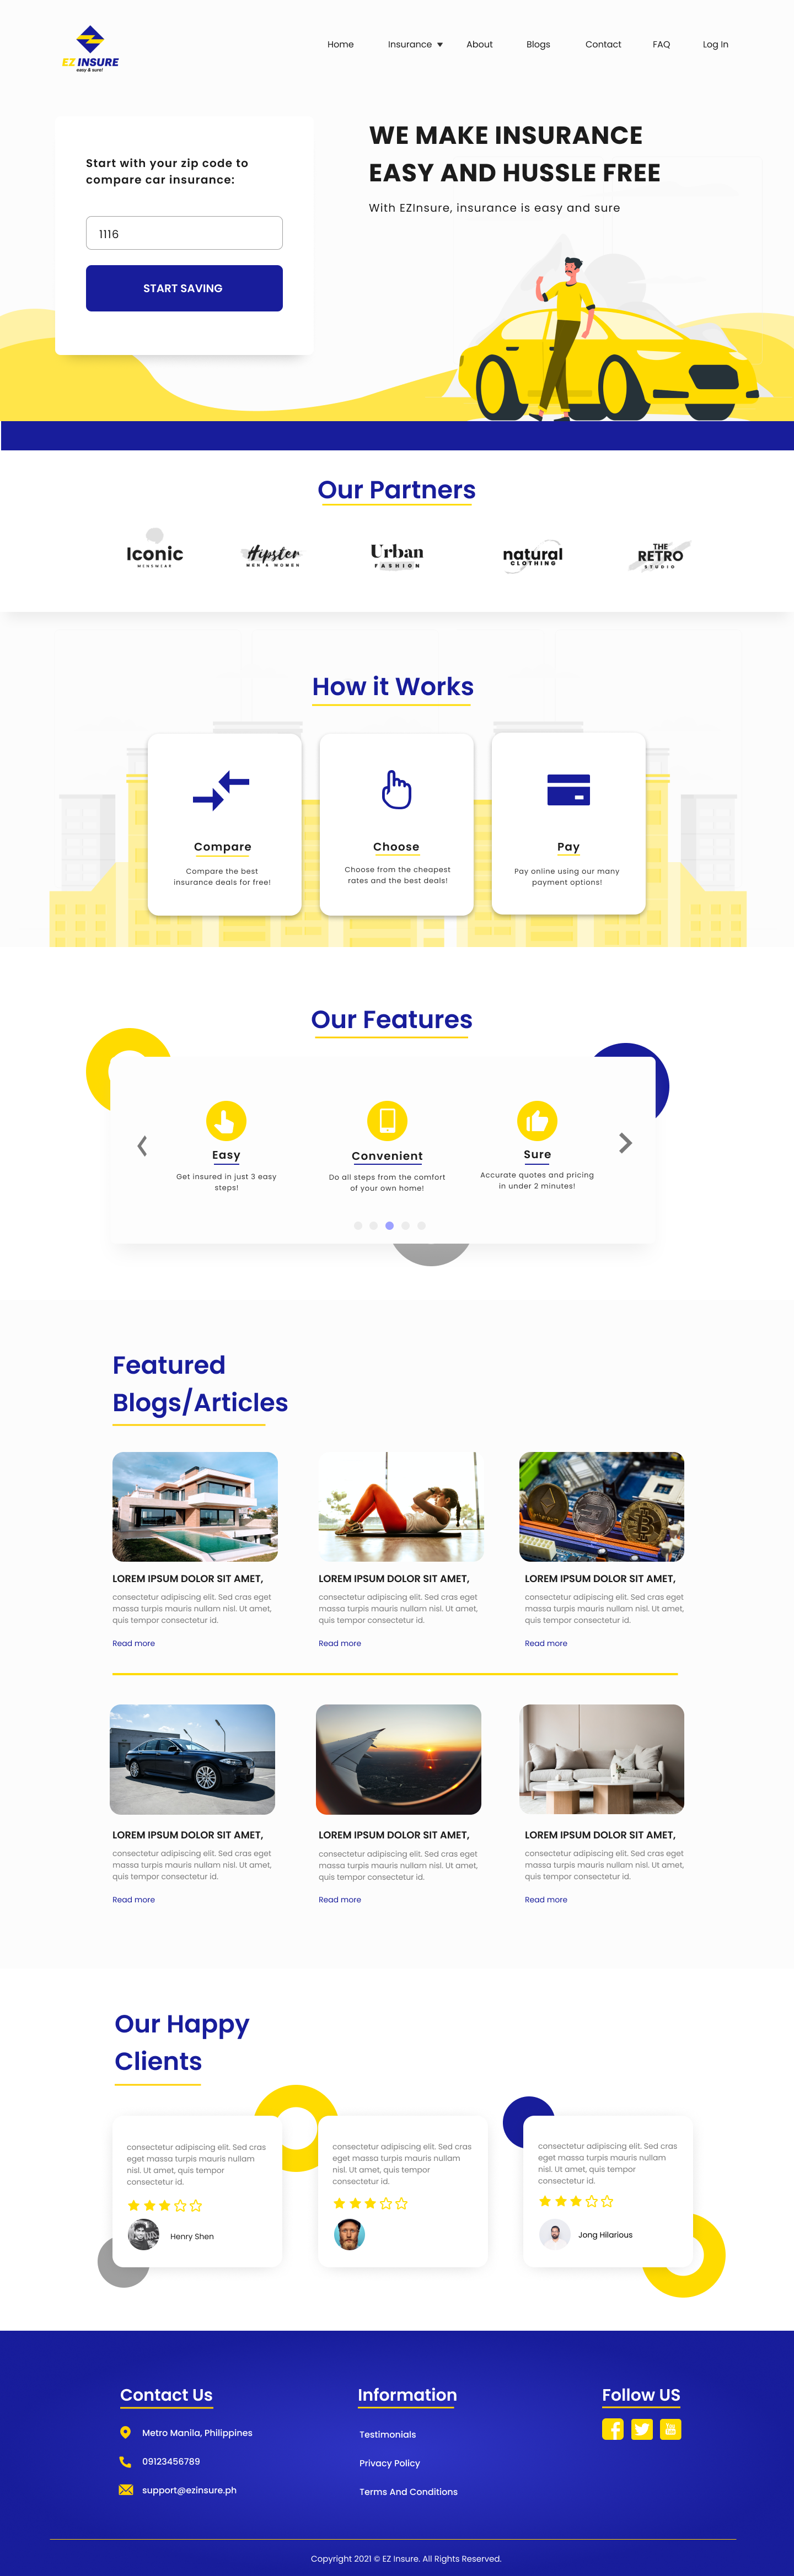 EZ INSURE
easy & sure!
Home Insurance About Blogs Contact FAQ Log In
Start with your zip code to
compare car insurance:
1116
START SAVING
WE MAKE INSURANCE
EASY AND HUSSLE FREE
With EZInsure, insurance is easy and sure
Our Partners
Iconic
MENSWEAR
Hipster
MEN & WOMEN
Urban
FASHION
natural
CLOTHING
THE
RETRO
STUDIO
How it Works
Compare
Compare the best
insurance deals for free!
Choose
Choose from the cheapest
rates and the best deals!
Pay
Pay online using our many
payment options!
Our Features
Easy
Get insured in just 3 easy
steps!
Convenient
Do all steps from the comfort
of your own home!
Sure
Accurate quotes and pricing
in under 2 minutes!
Featured
Blogs/Articles
LOREM IPSUM DOLOR SIT AMET,
consectetur adipiscing elit. Sed cras eget
massa turpis mauris nullam nisl. Ut amet,
quis tempor consectetur id.
Read more
LOREM IPSUM DOLOR SIT AMET,
consectetur adipiscing elit. Sed cras eget
massa turpis mauris nullam nisl. Ut amet,
quis tempor consectetur id.
Read more
LOREM IPSUM DOLOR SIT AMET,
consectetur adipiscing elit. Sed cras eget
massa turpis mauris nullam nisl. Ut amet,
quis tempor consectetur id.
Read more
LOREM IPSUM DOLOR SIT AMET,
consectetur adipiscing elit. Sed cras eget
massa turpis mauris nullam nisl. Ut amet,
quis tempor consectetur id.
Read more
LOREM IPSUM DOLOR SIT AMET,
consectetur adipiscing elit. Sed cras eget
massa turpis mauris nullam nisl. Ut amet,
quis tempor consectetur id.
Read more
LOREM IPSUM DOLOR SIT AMET,
consectetur adipiscing elit. Sed cras eget
massa turpis mauris nullam nisl. Ut amet,
quis tempor consectetur id.
Read more
Our Happy
Clients
consectetur adipiscing elit. Sed cras
eget massa turpis mauris nullam
nisl. Ut amet, quis tempor
consectetur id.
Henry Shen
consectetur adipiscing elit. Sed cras
eget massa turpis mauris nullam
nisl. Ut amet, quis tempor
consectetur id.
consectetur adipiscing elit. Sed cras
eget massa turpis mauris nullam
nisl. Ut amet, quis tempor
consectetur id.
Jong Hilarious
Contact Us
Metro Manila, Philippines
09123456789
support@ezinsure.ph
Information
Testimonials
Privacy Policy
Terms And Conditions
Follow US
You
Tube
Copyright 2021 © EZ Insure. All Rights Reserved.